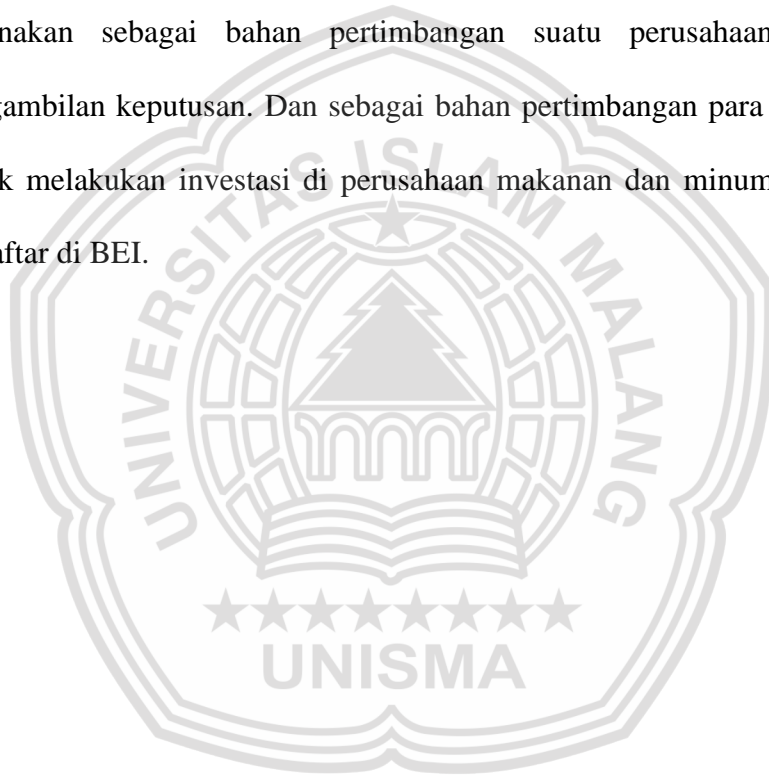 nakan sebagai bahan pertimbangan suatu perusahaan
gambilan keputusan. Dan sebagai bahan pertimbangan para
k melakukan investasi di perusahaan makanan dan minum
aftar di BEI.
UNIVERSITAS ISLAM MALANG
UNISMA